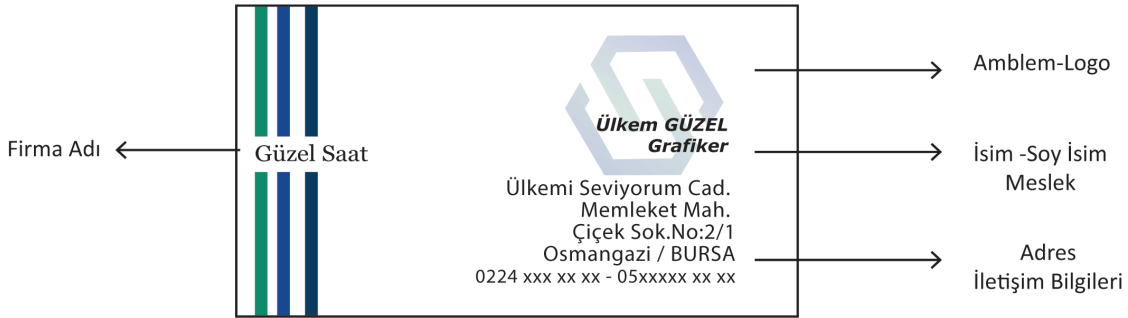 Amblem-Logo
Ülkem GÜZEL
Grafiker
Firma Adı
Güzel Saat
İsim -Soy İsim
Meslek
Ülkemi Seviyorum Cad.
Memleket Mah.
Çiçek Sok.No:2/1
Osmangazi / BURSA
0224 xxx xx xx - 05xxxxx xx xx
Adres
İletişim Bilgileri